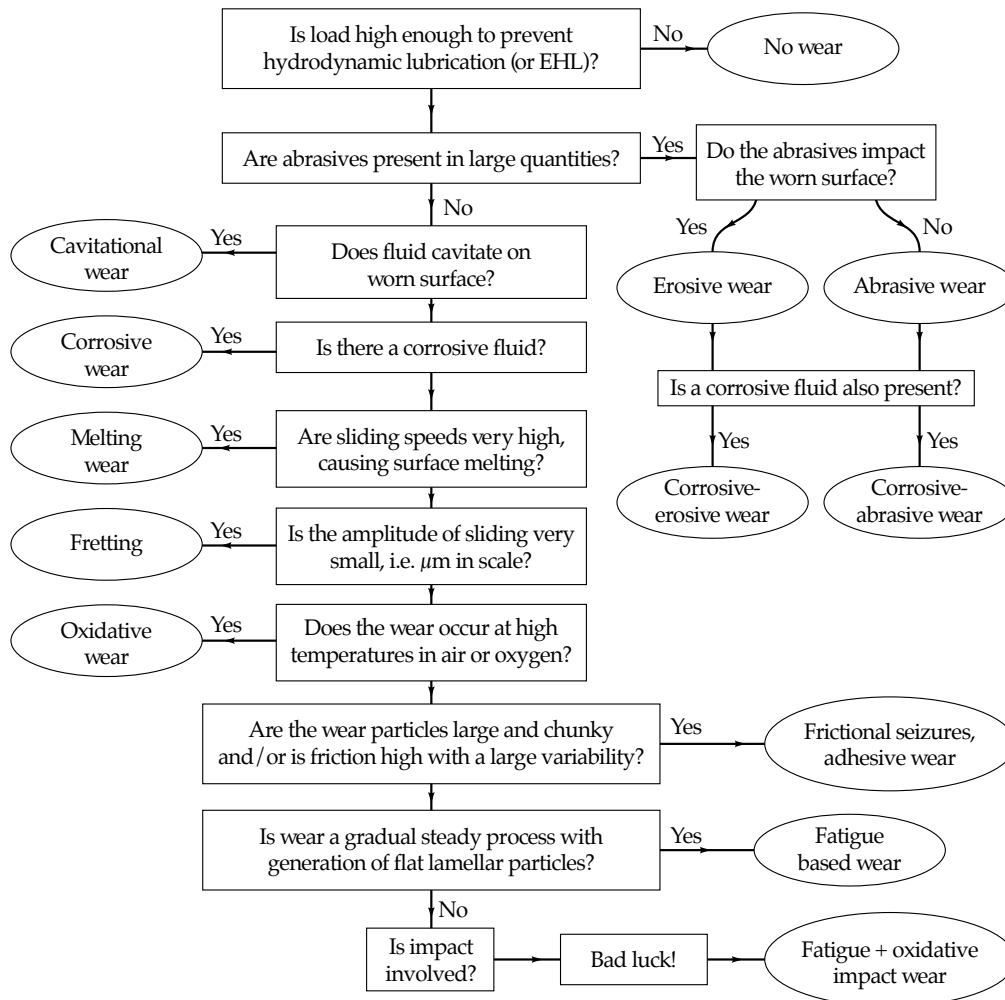 Is load high enough to prevent
hydrodynamic lubrication (or EHL)?
No
No wear
Are abrasives present in large quantities?
Yes
Do the abrasives impact
the worn surface?
No
Yes
No
Cavitational
wear
Yes
Does fluid cavitate on
worn surface?
Erosive wear
Abrasive wear
Corrosive
wear
Yes
Is there a corrosive fluid?
Is a corrosive fluid also present?
Melting
wear
Yes
Are sliding speeds very high,
causing surface melting?
Yes
Yes
Corrosive-
erosive wear
Corrosive-
abrasive wear
Fretting
Yes
Is the amplitude of sliding very
small, i.e. μm in scale?
Oxidative
wear
Yes
Does the wear occur at high
temperatures in air or oxygen?
Are the wear particles large and chunky
and/or is friction high with a large variability?
Yes
Frictional seizures,
adhesive wear
Is wear a gradual steady process with
generation of flat lamellar particles?
Yes
Fatigue
based wear
No
Is impact
involved?
Bad luck!
Fatigue + oxidative
impact wear